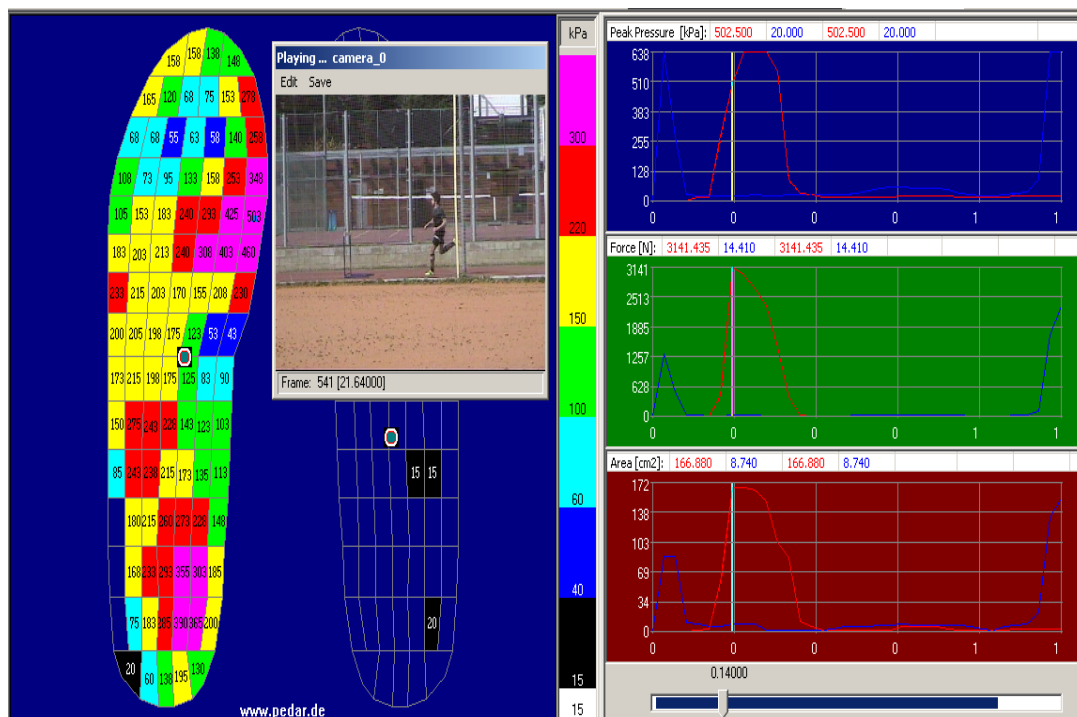 158 158 138 148
165 120 68 75 153 278
68 68 55 63 58 140 258
108 73 95 133 158 253 348
105 153 183 240 233 425 503
183 203 213 240 308 403 460
233 215 203 170 155 208 230
200 205 198 175 123 53 43
173 215 198 175 125 83 90
150 275 243 228 143 123 103
85 243 238 215 173 135 113
180 215 260 273 228 148
168 233 293 355 303 185
75 183 285 390 365 200
20 60 138 195 130
www.pedar.de
Playing ... camera_0
Edit Save
Frame: 541 [21.64000]
15 15
20
kPa
300
220
150
100
60
40
15
15
Peak Pressure [kPa]: 502.500 20.000 502.500 20.000
638
510
383
255
128
0
0 0 0 0 1 1
Force [N]: 3141.435 14.410 3141.435 14.410
3141
2513
1885
1257
628
0
0 0 0 0 1 1
Area [cm2]: 166.880 8.740 166.880 8.740
172
138
103
69
34
0
0 0 0 0 1 1
0.14000